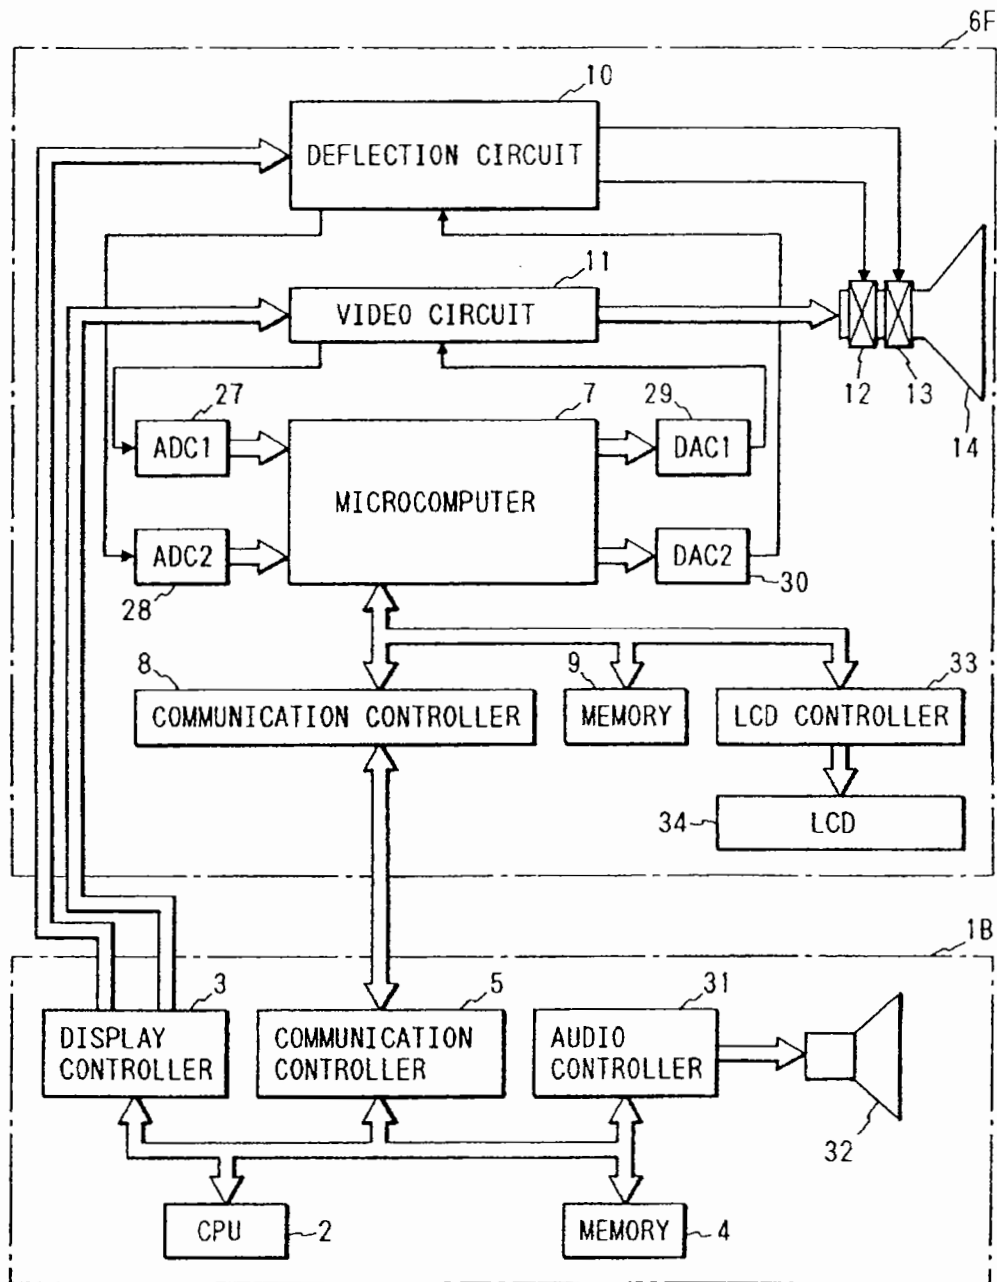 6F
10
DEFLECTION CIRCUIT
11
VIDEO CIRCUIT
12
13
14
27
ADC1
7
MICROCOMPUTER
29
DAC1
ADC2
28
DAC2
30
8
COMMUNICATION CONTROLLER
9
MEMORY
33
LCD CONTROLLER
34
LCD
1B
3
DISPLAY
CONTROLLER
5
COMMUNICATION
CONTROLLER
31
AUDIO
CONTROLLER
32
CPU
2
MEMORY
4